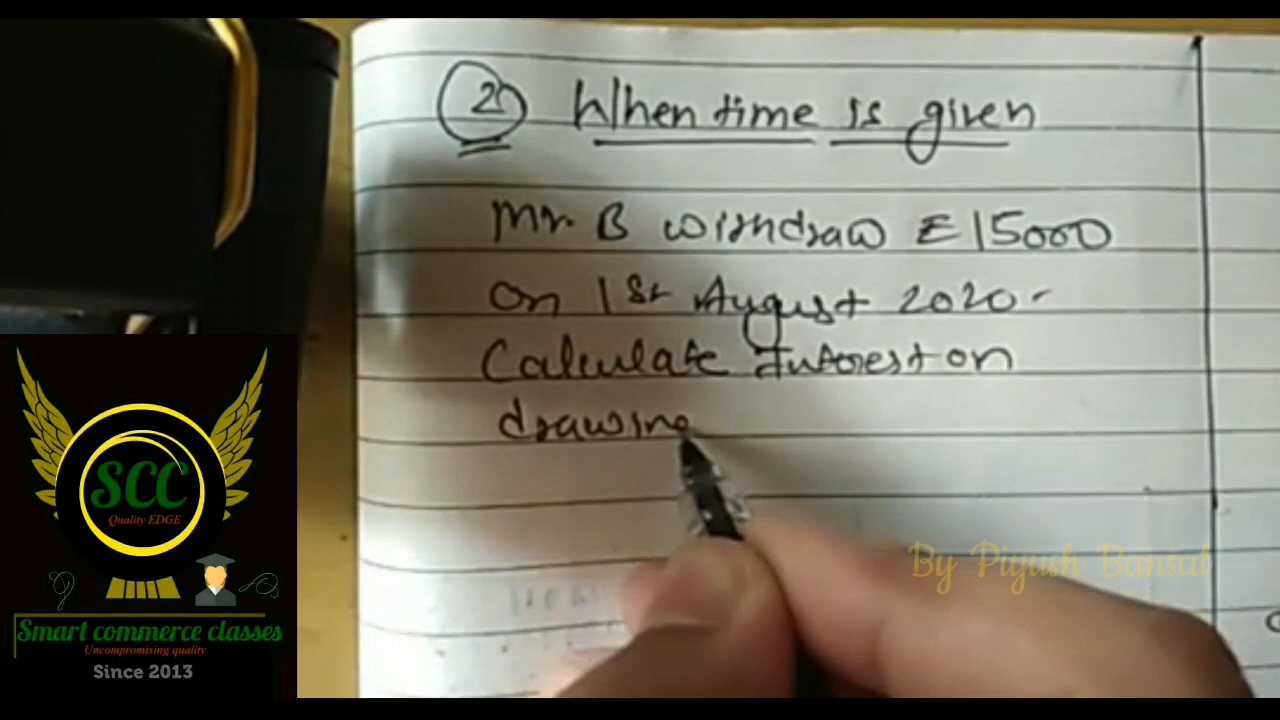 2 When time is given
Mr. B withdraw ₹ 15000
on 1st August 2020.
Calculate Interest on
drawing
By Piyush Bansal
SCC
Quality EDGE
Smart commerce classes
Uncompromising quality
Since 2013